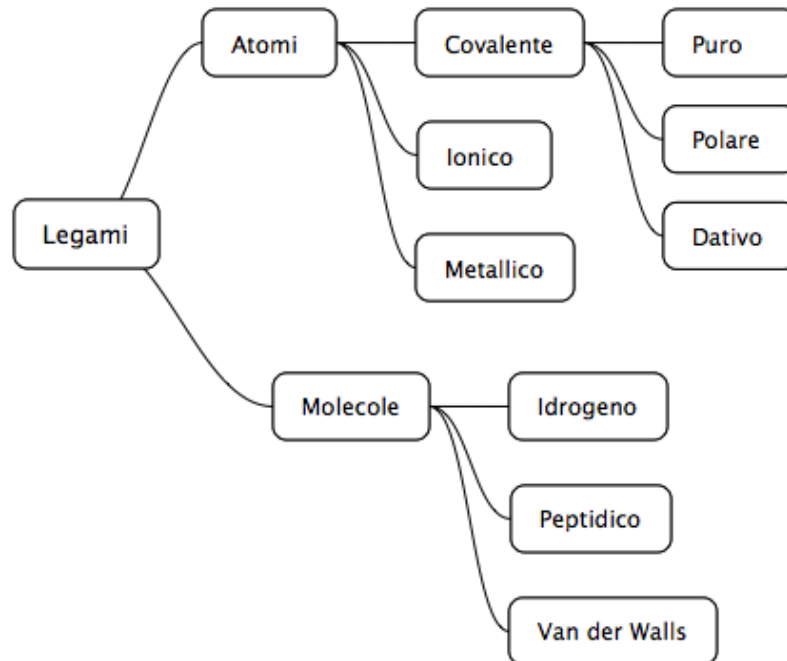 Legami
Atomi
Covalente
Puro
Polare
Dativo
Ionico
Metallico
Molecole
Idrogeno
Peptidico
Van der Walls